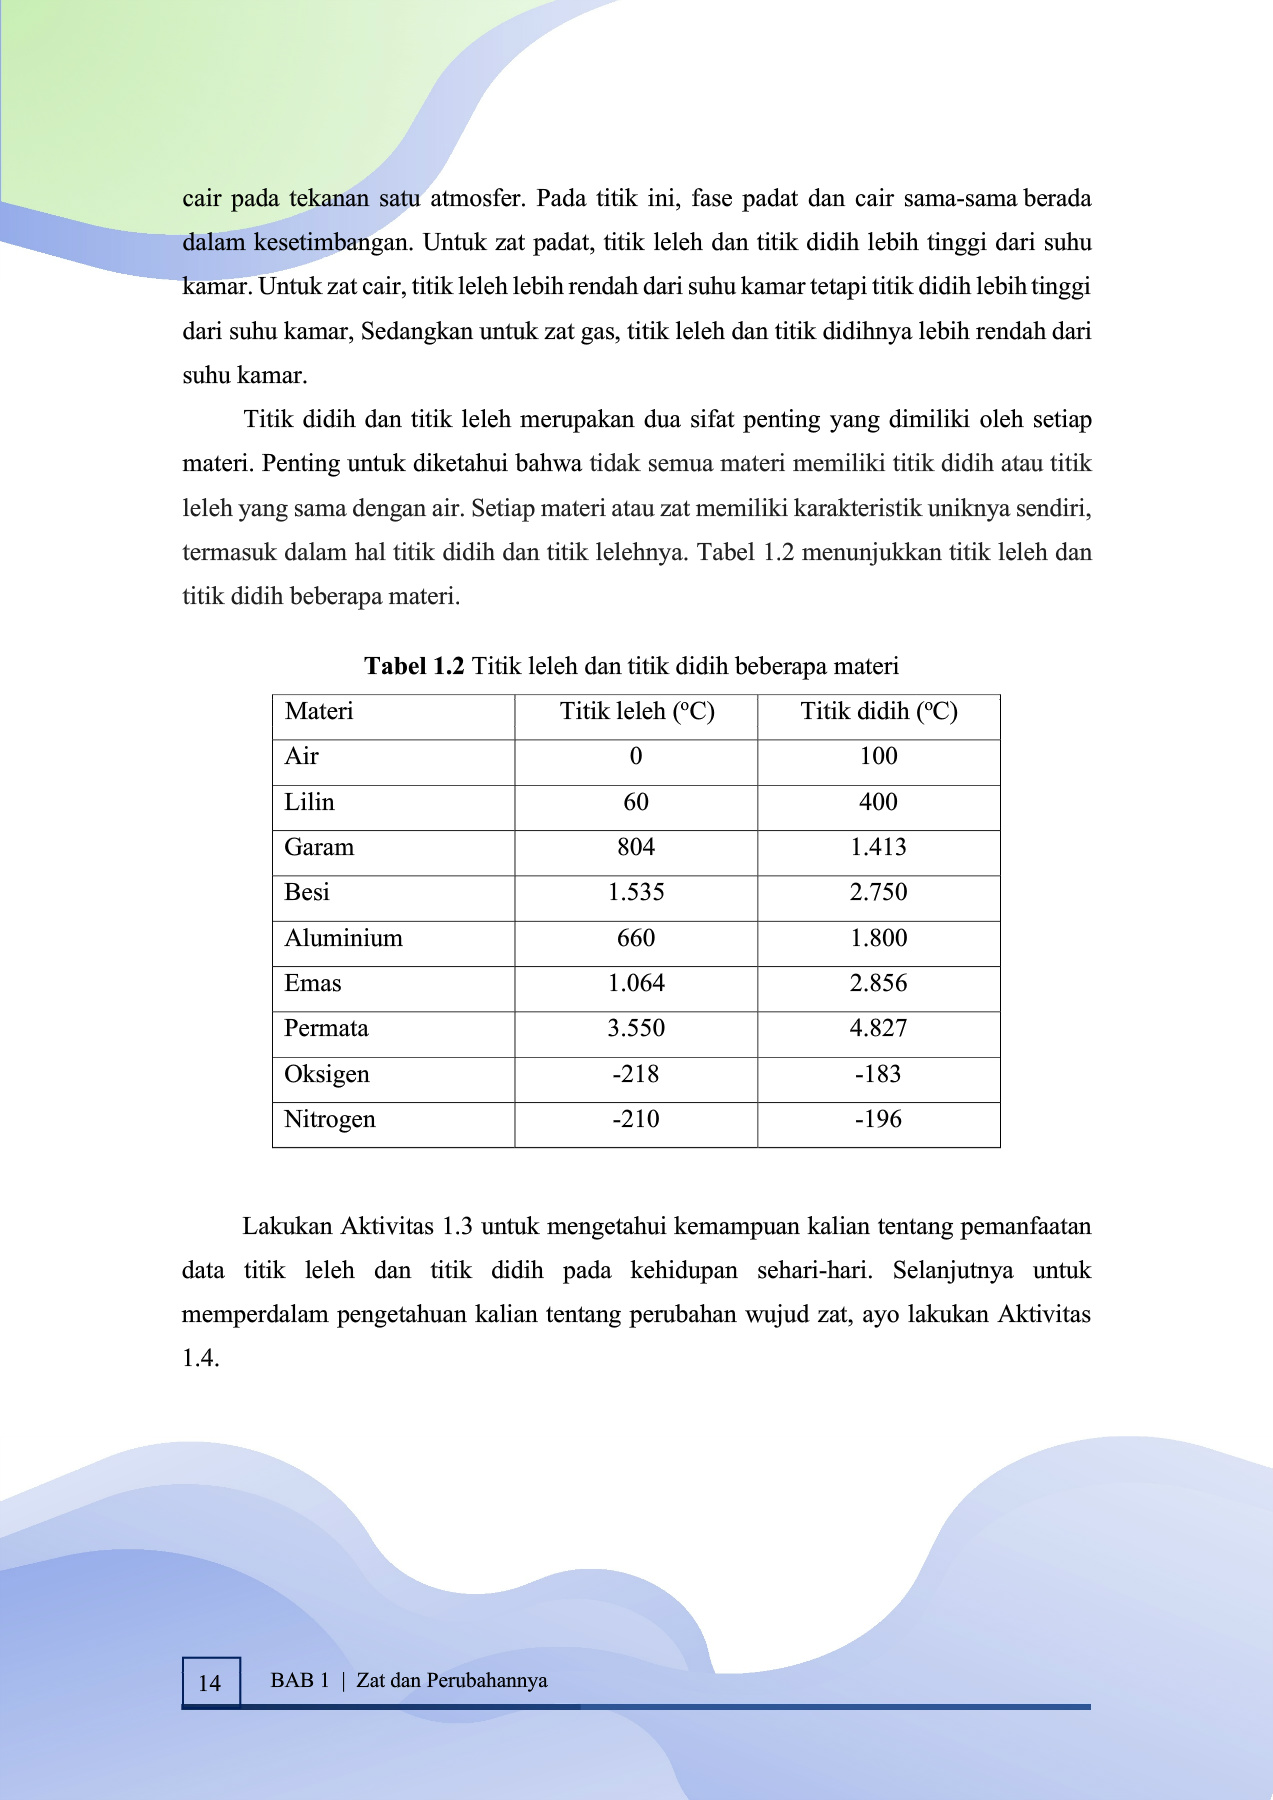 cair pada tekanan satu atmosfer. Pada titik ini, fase padat dan cair sama-sama berada
dalam kesetimbangan. Untuk zat padat, titik leleh dan titik didih lebih tinggi dari suhu
kamar. Untuk zat cair, titik leleh lebih rendah dari suhu kamar tetapi titik didih lebih tinggi
dari suhu kamar, Sedangkan untuk zat gas, titik leleh dan titik didihnya lebih rendah dari
suhu kamar.
Titik didih dan titik leleh merupakan dua sifat penting yang dimiliki oleh setiap
materi. Penting untuk diketahui bahwa tidak semua materi memiliki titik didih atau titik
leleh yang sama dengan air. Setiap materi atau zat memiliki karakteristik uniknya sendiri,
termasuk dalam hal titik didih dan titik lelehnya. Tabel 1.2 menunjukkan titik leleh dan
titik didih beberapa materi.
Tabel 1.2 Titik leleh dan titik didih beberapa materi
Materi Titik leleh (ºC) Titik didih (ºC)
Air 0 100
Lilin 60 400
Garam 804 1.413
Besi 1.535 2.750
Aluminium 660 1.800
Emas 1.064 2.856
Permata 3.550 4.827
Oksigen -218 -183
Nitrogen -210 -196
Lakukan Aktivitas 1.3 untuk mengetahui kemampuan kalian tentang pemanfaatan
data titik leleh dan titik didih pada kehidupan sehari-hari. Selanjutnya untuk
memperdalam pengetahuan kalian tentang perubahan wujud zat, ayo lakukan Aktivitas
1.4.
14 BAB 1 | Zat dan Perubahannya